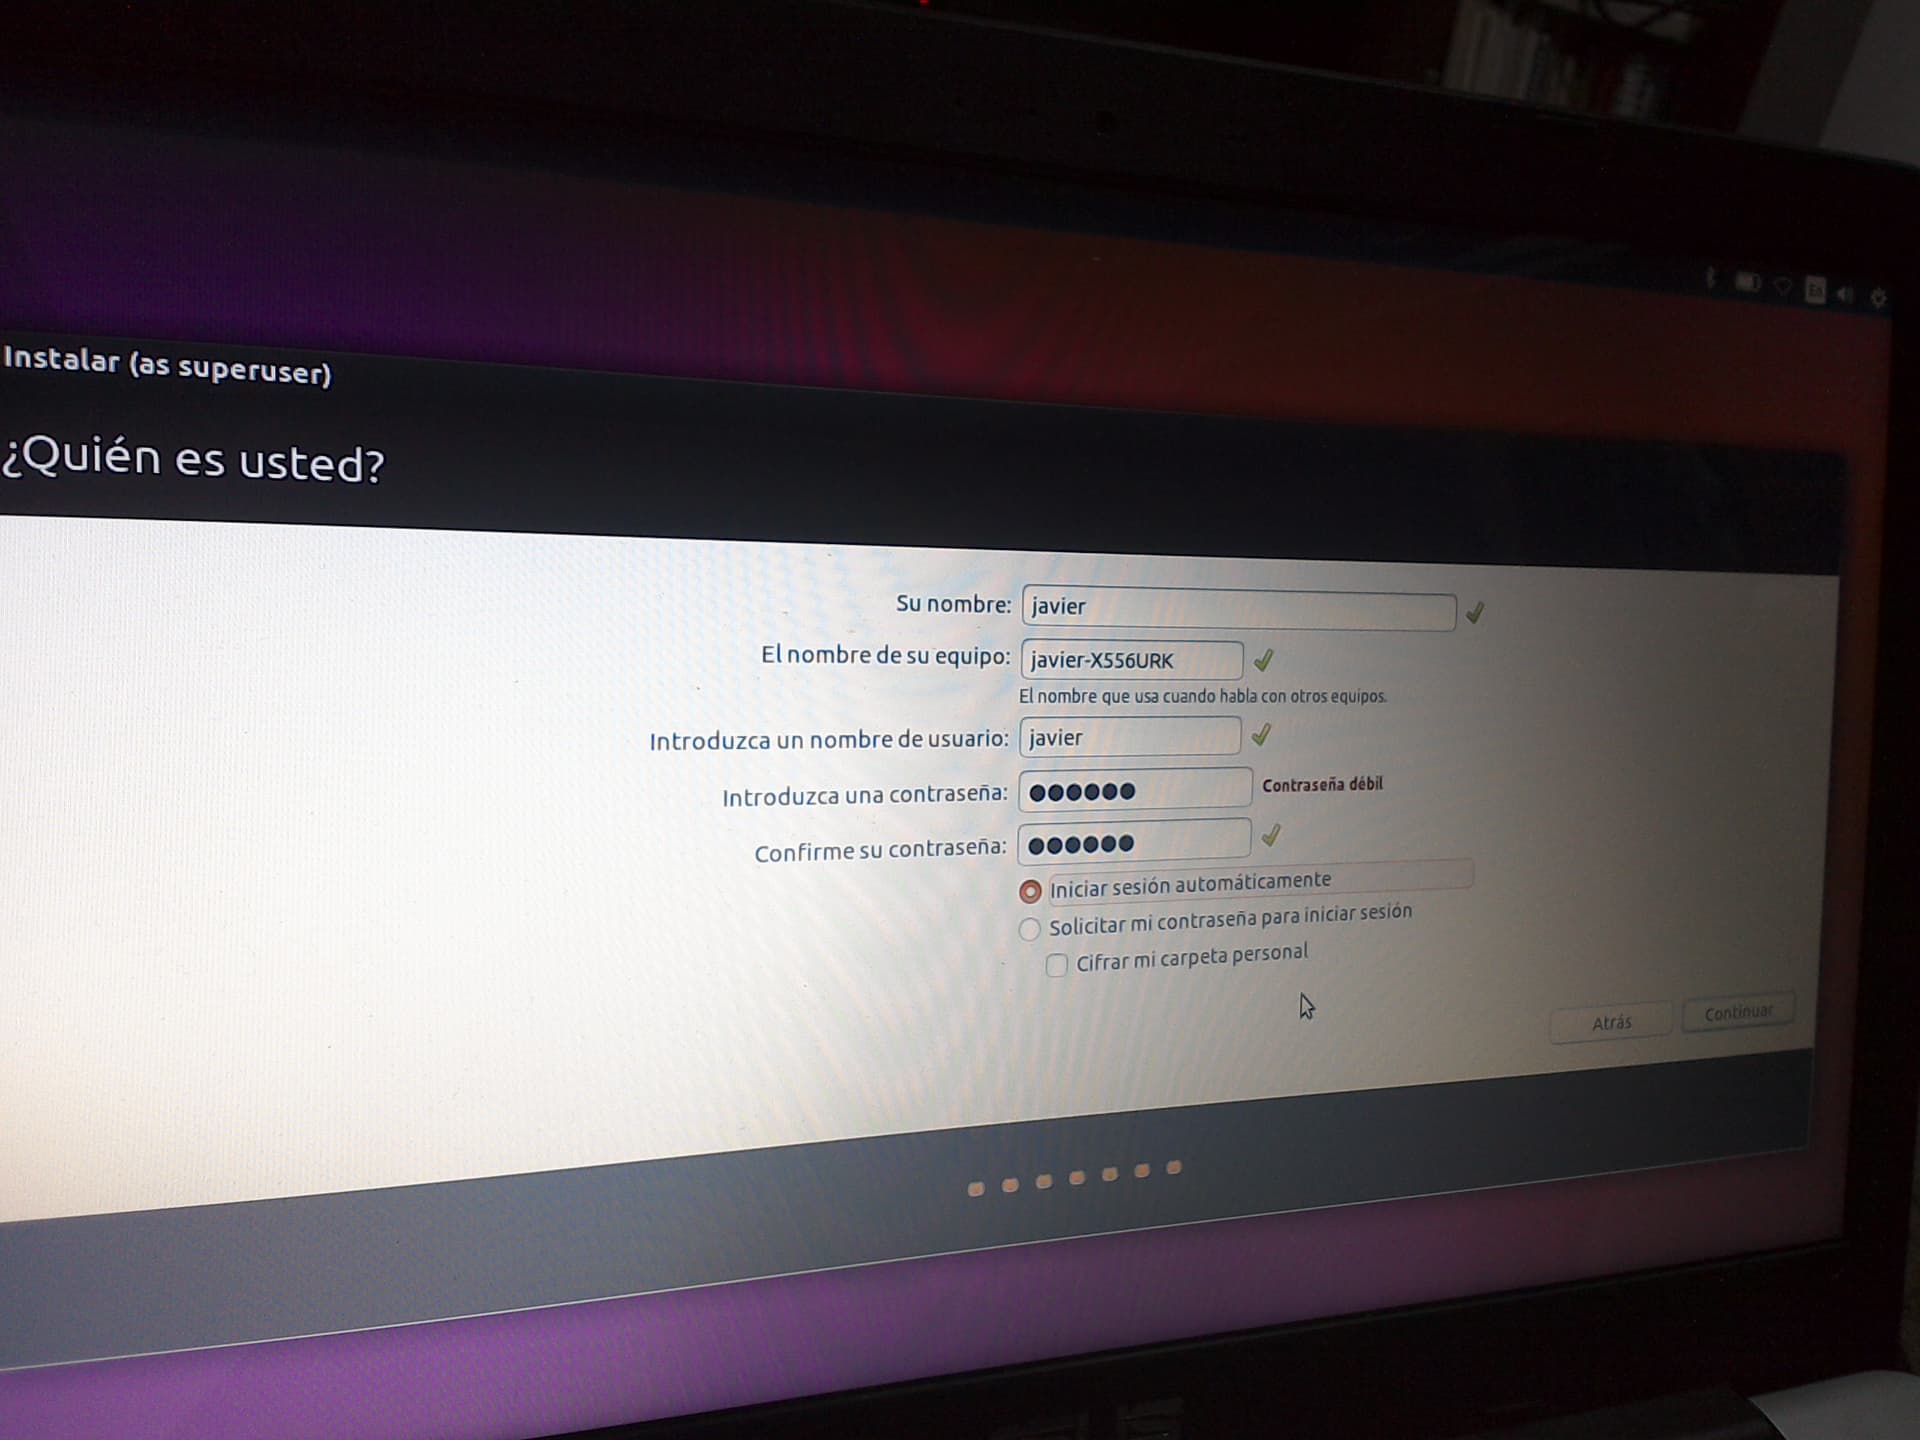 Instalar (as superuser)
¿Quién es usted?
Su nombre: javier
El nombre de su equipo: javier-X556URK
El nombre que usa cuando habla con otros equipos.
Introduzca un nombre de usuario: javier
Introduzca una contraseña: ●●●●●● Contraseña débil
Confirme su contraseña: ●●●●●●
Iniciar sesión automáticamente
Solicitar mi contraseña para iniciar sesión
Cifrar mi carpeta personal
Atrás Continuar